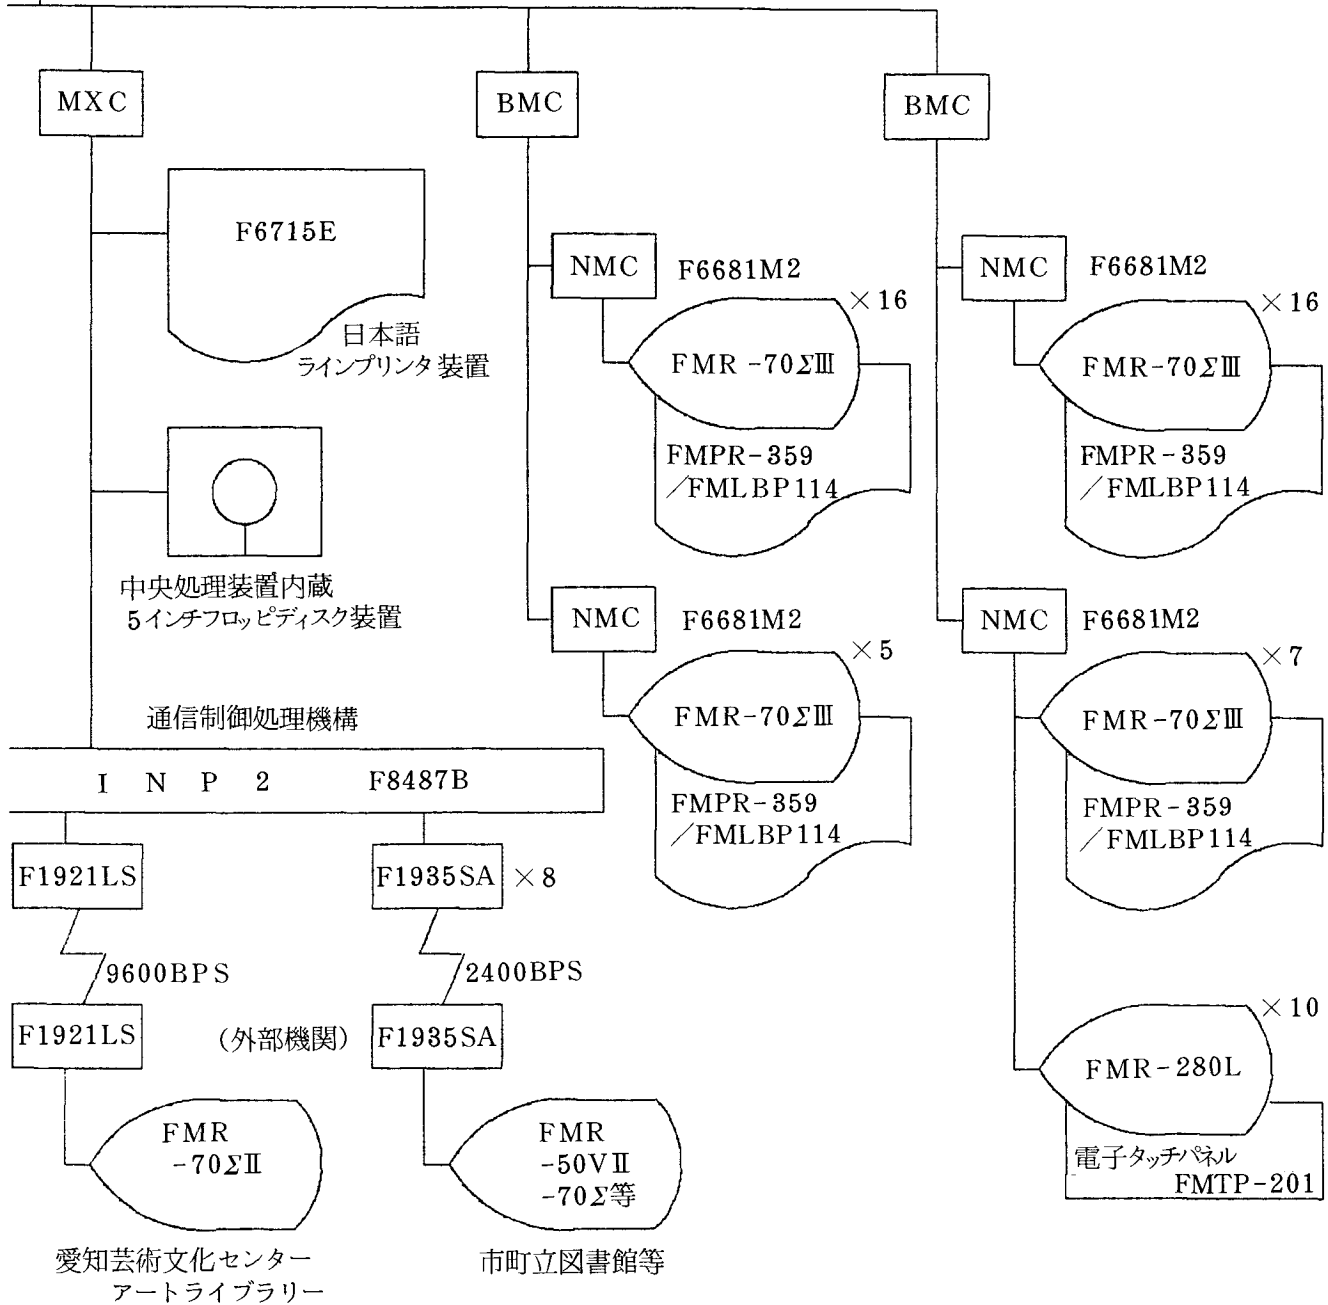 MXC
BMC
BMC
F6715E
日本語
ラインプリンタ装置
NMC
F6681M2
×16
FMR-70ΣⅢ
FMPR-359
／FMLBP114
NMC
F6681M2
×16
FMR-70ΣⅢ
FMPR-359
／FMLBP114
中央処理装置内蔵
5インチフロッピディスク装置
NMC
F6681M2
×5
FMR-70ΣⅢ
FMPR-359
／FMLBP114
NMC
F6681M2
×7
FMR-70ΣⅢ
FMPR-359
／FMLBP114
通信制御処理機構
INP2 F8487B
F1921LS
F1935SA ×8
9600BPS
2400BPS
F1921LS
(外部機関)
F1935SA
×10
FMR-280L
電子タッチパネル
FMTP-201
FMR
-70ΣⅡ
FMR
-50VⅡ
-70Σ等
愛知芸術文化センター
アートライブラリー
市町立図書館等